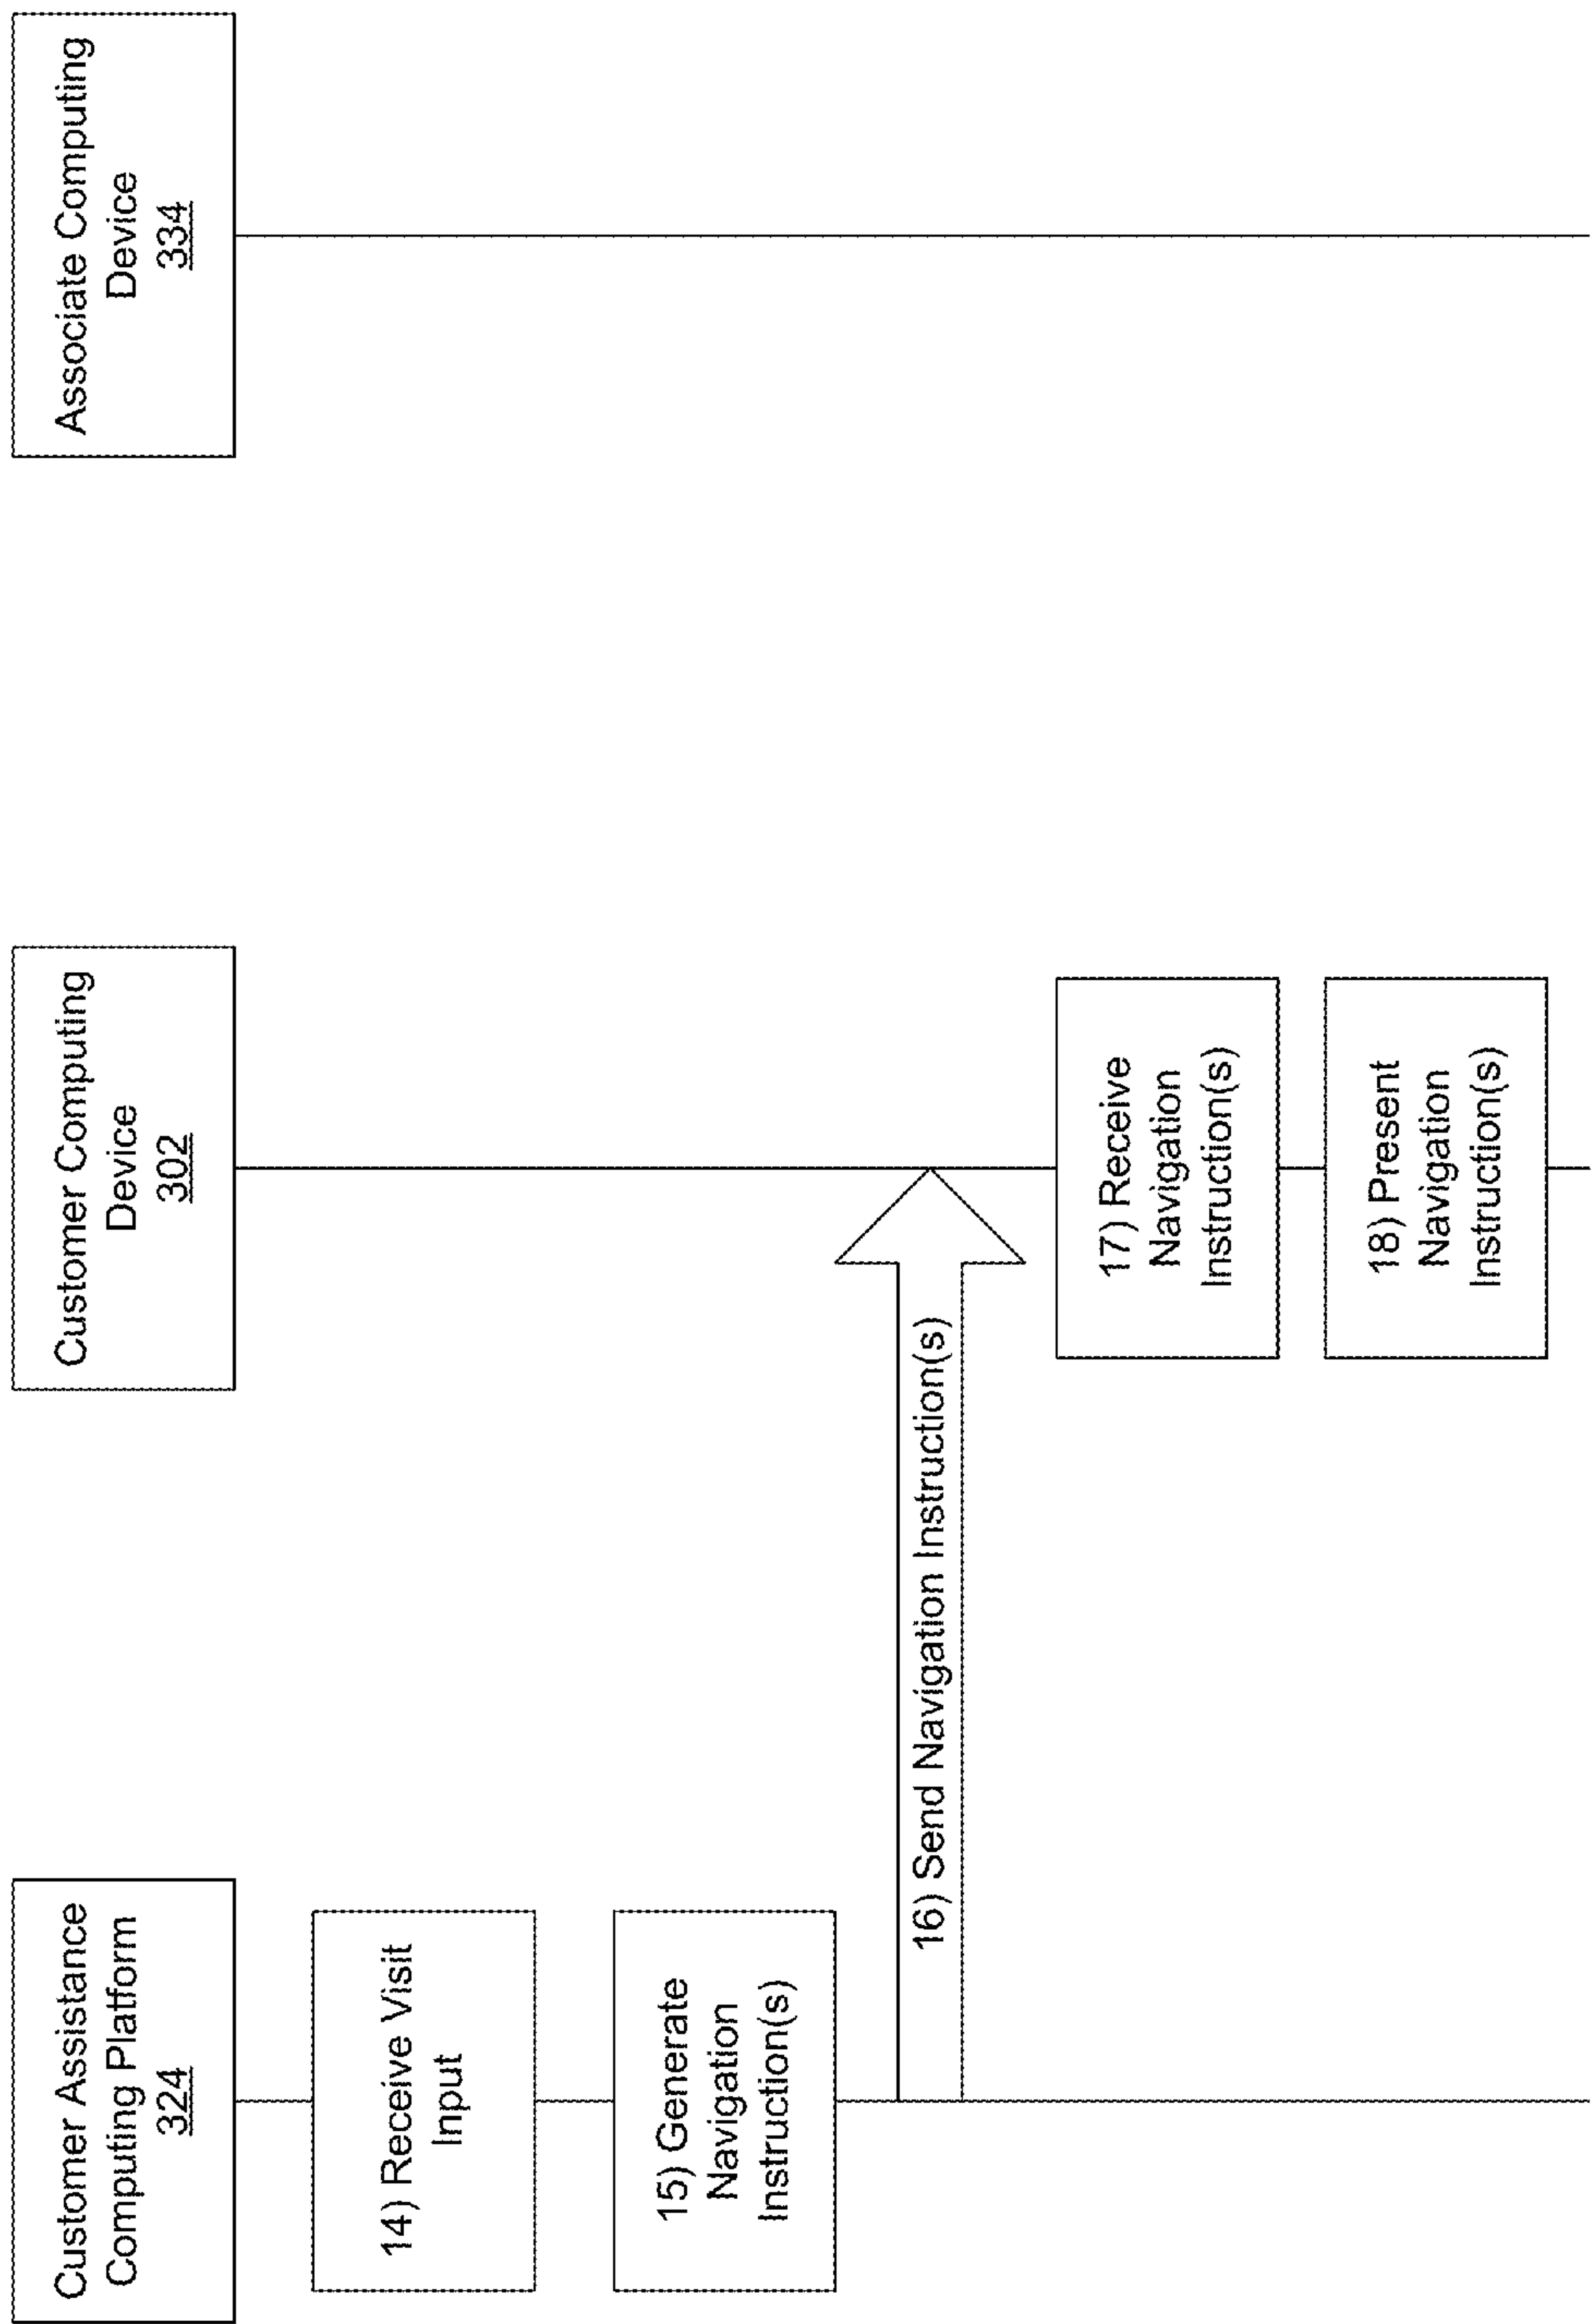 Customer Assistance
Computing Platform
324
Customer Computing
Device
302
Associate Computing
Device
334
14) Receive Visit
Input
15) Generate
Navigation
Instruction(s)
16) Send Navigation Instruction(s)
17) Receive
Navigation
Instruction(s)
18) Present
Navigation
Instruction(s)